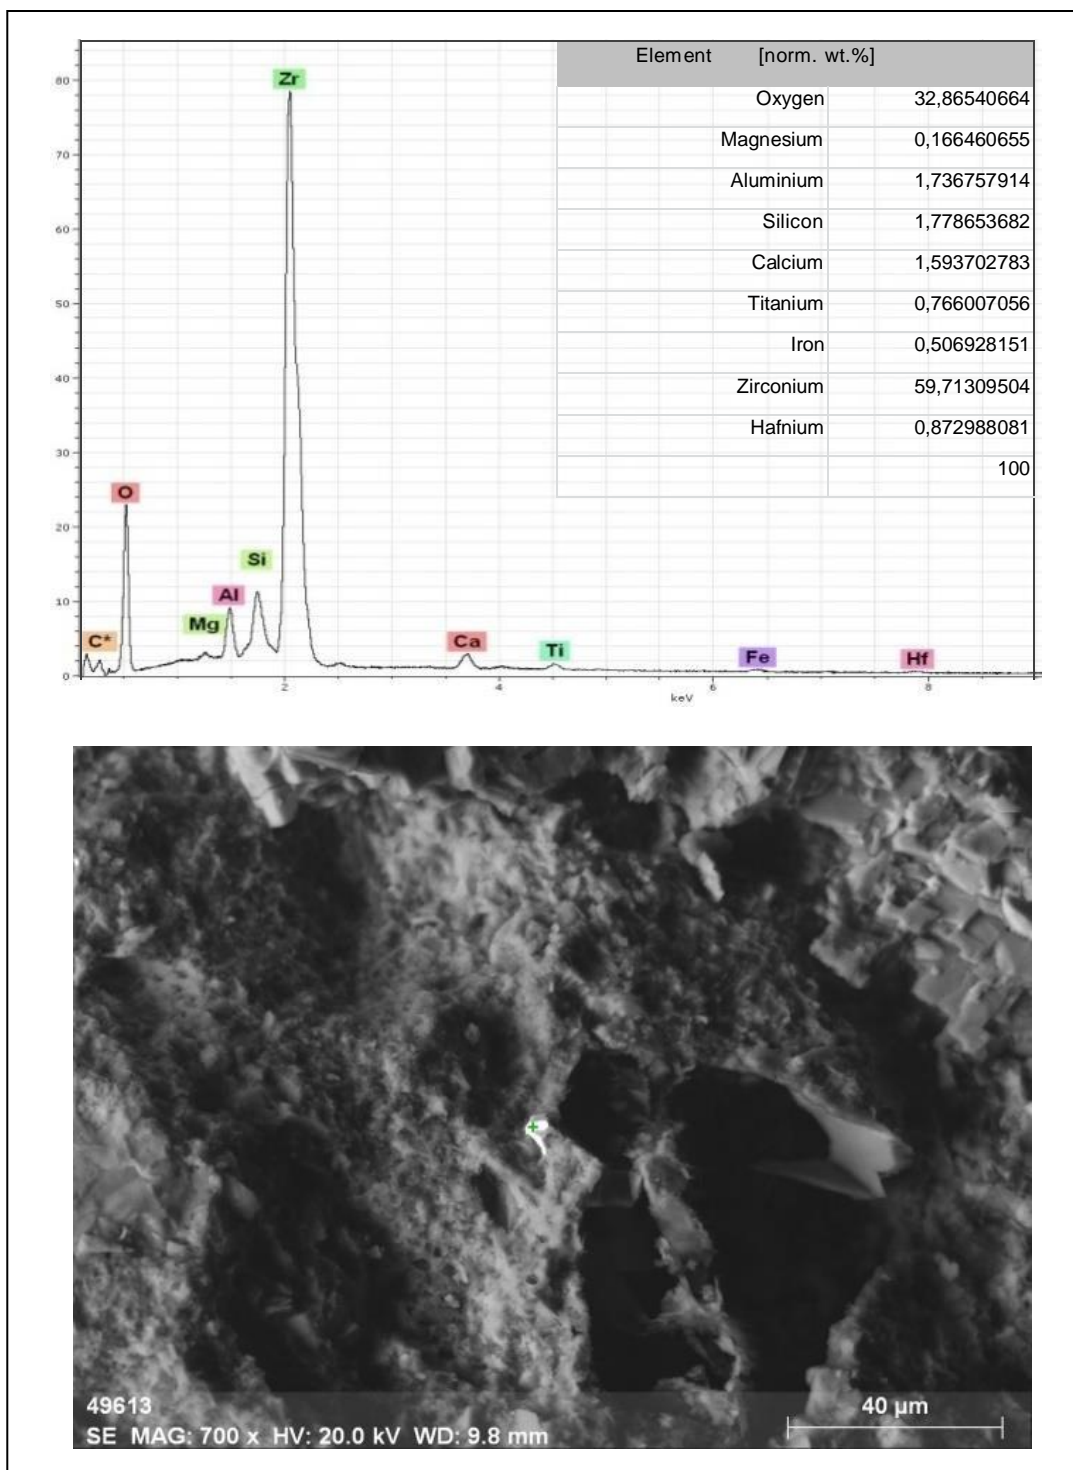 Element [norm. wt.%]
Oxygen 32,86540664
Magnesium 0,166460655
Aluminium 1,736757914
Silicon 1,778653682
Calcium 1,593702783
Titanium 0,766007056
Iron 0,506928151
Zirconium 59,71309504
Hafnium 0,872988081
100
80
70
60
50
40
30
20
10
0
Zr
O
Si
Al
Mg
C*
Ca
Ti
Fe
Hf
2 4 6 8
keV
49613
SE MAG: 700 x HV: 20.0 kV WD: 9.8 mm
40 µm